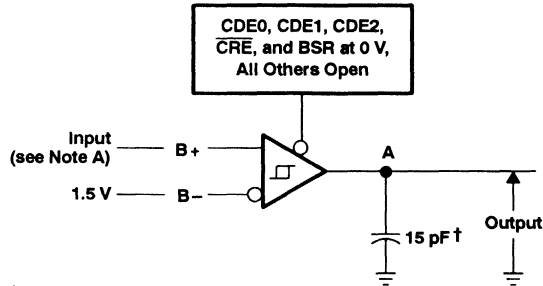 CDE0, CDE1, CDE2,
CRE, and BSR at 0 V,
All Others Open
Input
(see Note A)
B+
A
1.5 V
B−
15 pF†
Output